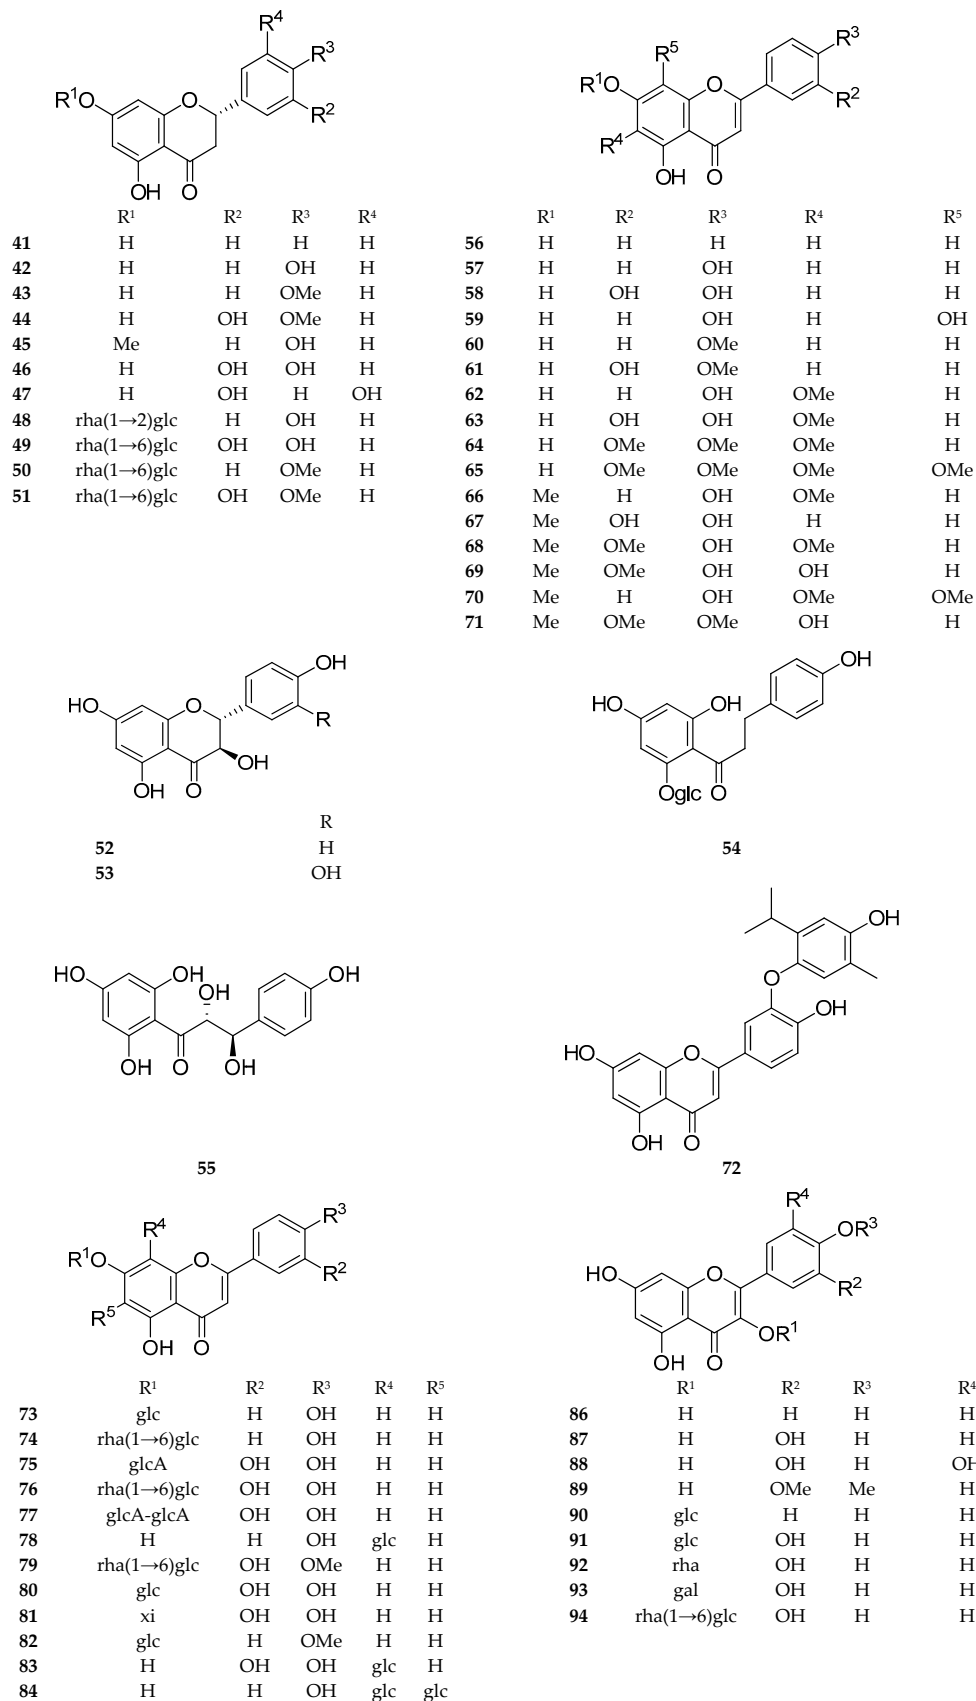 R⁴
R³
R¹O
O
R²
OH
O
R¹ R² R³ R⁴
41 H H H H
42 H H OH H
43 H H OMe H
44 H OH OMe H
45 Me H OH H
46 H OH OH H
47 H OH H OH
48 rha(1→2)glc H OH H
49 rha(1→6)glc OH OH H
50 rha(1→6)glc H OMe H
51 rha(1→6)glc OH OMe H
R³
R⁵
R¹O
O
R²
R⁴
OH
O
R¹ R² R³ R⁴ R⁵
56 H H H H H
57 H H OH H H
58 H OH OH H H
59 H H OH H OH
60 H H OMe H H
61 H OH OMe H H
62 H H OH OMe H
63 H OH OH OMe H
64 H OMe OMe OMe H
65 H OMe OMe OMe OMe
66 Me H OH OMe H
67 Me OH OH H H
68 Me OMe OH OMe H
69 Me OMe OH OH H
70 Me H OH OMe OMe
71 Me OMe OMe OH H
OH
HO
O
R
OH
OH
O
R
52 H
53 OH
OH
HO
OH
Oglc
O
54
HO
OH
OH
OH
OH
O
OH
55
OH
O
OH
HO
O
OH
O
72
R³
R⁴
R¹O
O
R²
R⁵
OH
O
R¹ R² R³ R⁴ R⁵
73 glc H OH H H
74 rha(1→6)glc H OH H H
75 glcA OH OH H H
76 rha(1→6)glc OH OH H H
77 glcA-glcA OH OH H H
78 H H OH glc H
79 rha(1→6)glc OH OMe H H
80 glc OH OH H H
81 xi OH OH H H
82 glc H OMe H H
83 H OH OH glc H
84 H H OH glc glc
R⁴
OR³
HO
O
R²
OR¹
OH
O
R¹ R² R³ R⁴
86 H H H H
87 H OH H H
88 H OH H OH
89 H OMe Me H
90 glc H H H
91 glc OH H H
92 rha OH H H
93 gal OH H H
94 rha(1→6)glc OH H H